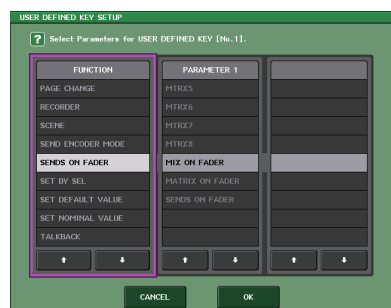 USER DEFINED KEY SETUP
? Select Parameters for USER DEFINED KEY [No.1].
FUNCTION
PAGE CHANGE
RECORDER
SCENE
SEND ENCODER MODE
SENDS ON FADER
SET BY SEL
SET DEFAULT VALUE
SET NOMINAL VALUE
TALKBACK
PARAMETER 1
MTRX5
MTRX6
MTRX7
MTRX8
MIX ON FADER
MATRIX ON FADER
SENDS ON FADER
CANCEL
OK